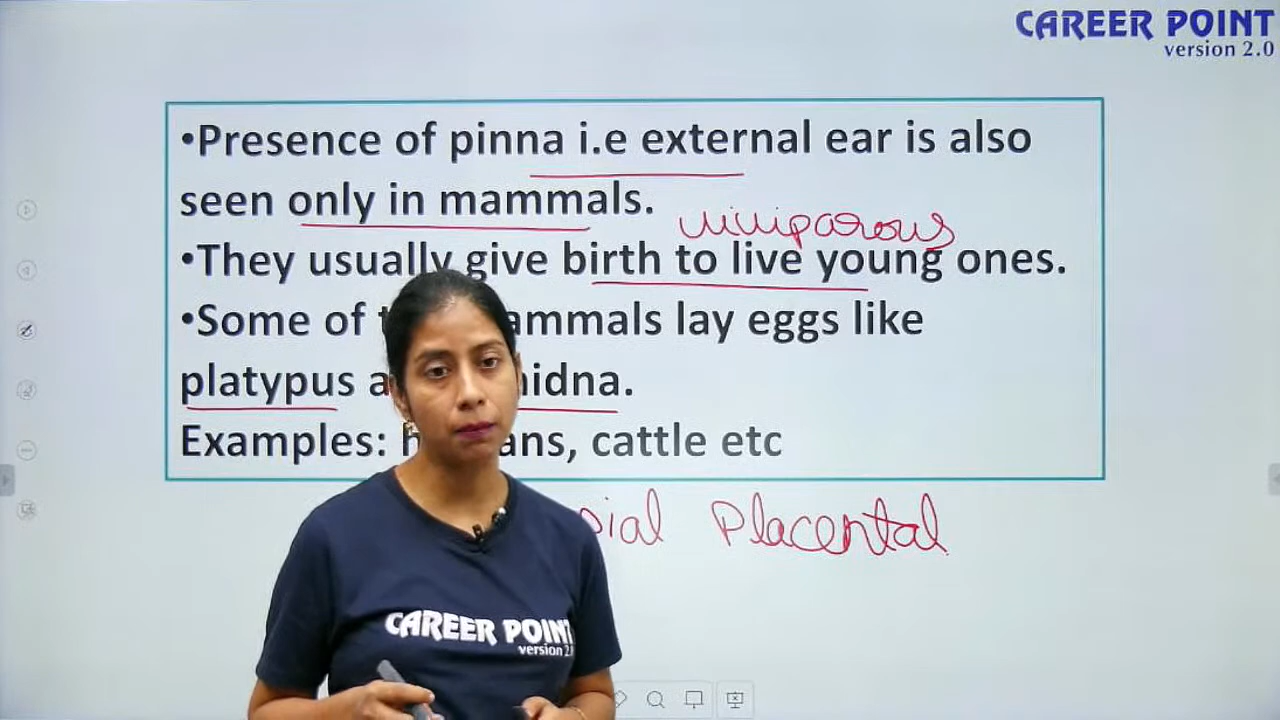 CAREER POINT
version 2.0
•Presence of pinna i.e external ear is also
seen only in mammals.
viviparous
•They usually give birth to live young ones.
•Some of ammals lay eggs like
platypus a hidna.
Examples: h ans, cattle etc
pial Placental
CAREER POINT
version 2.0